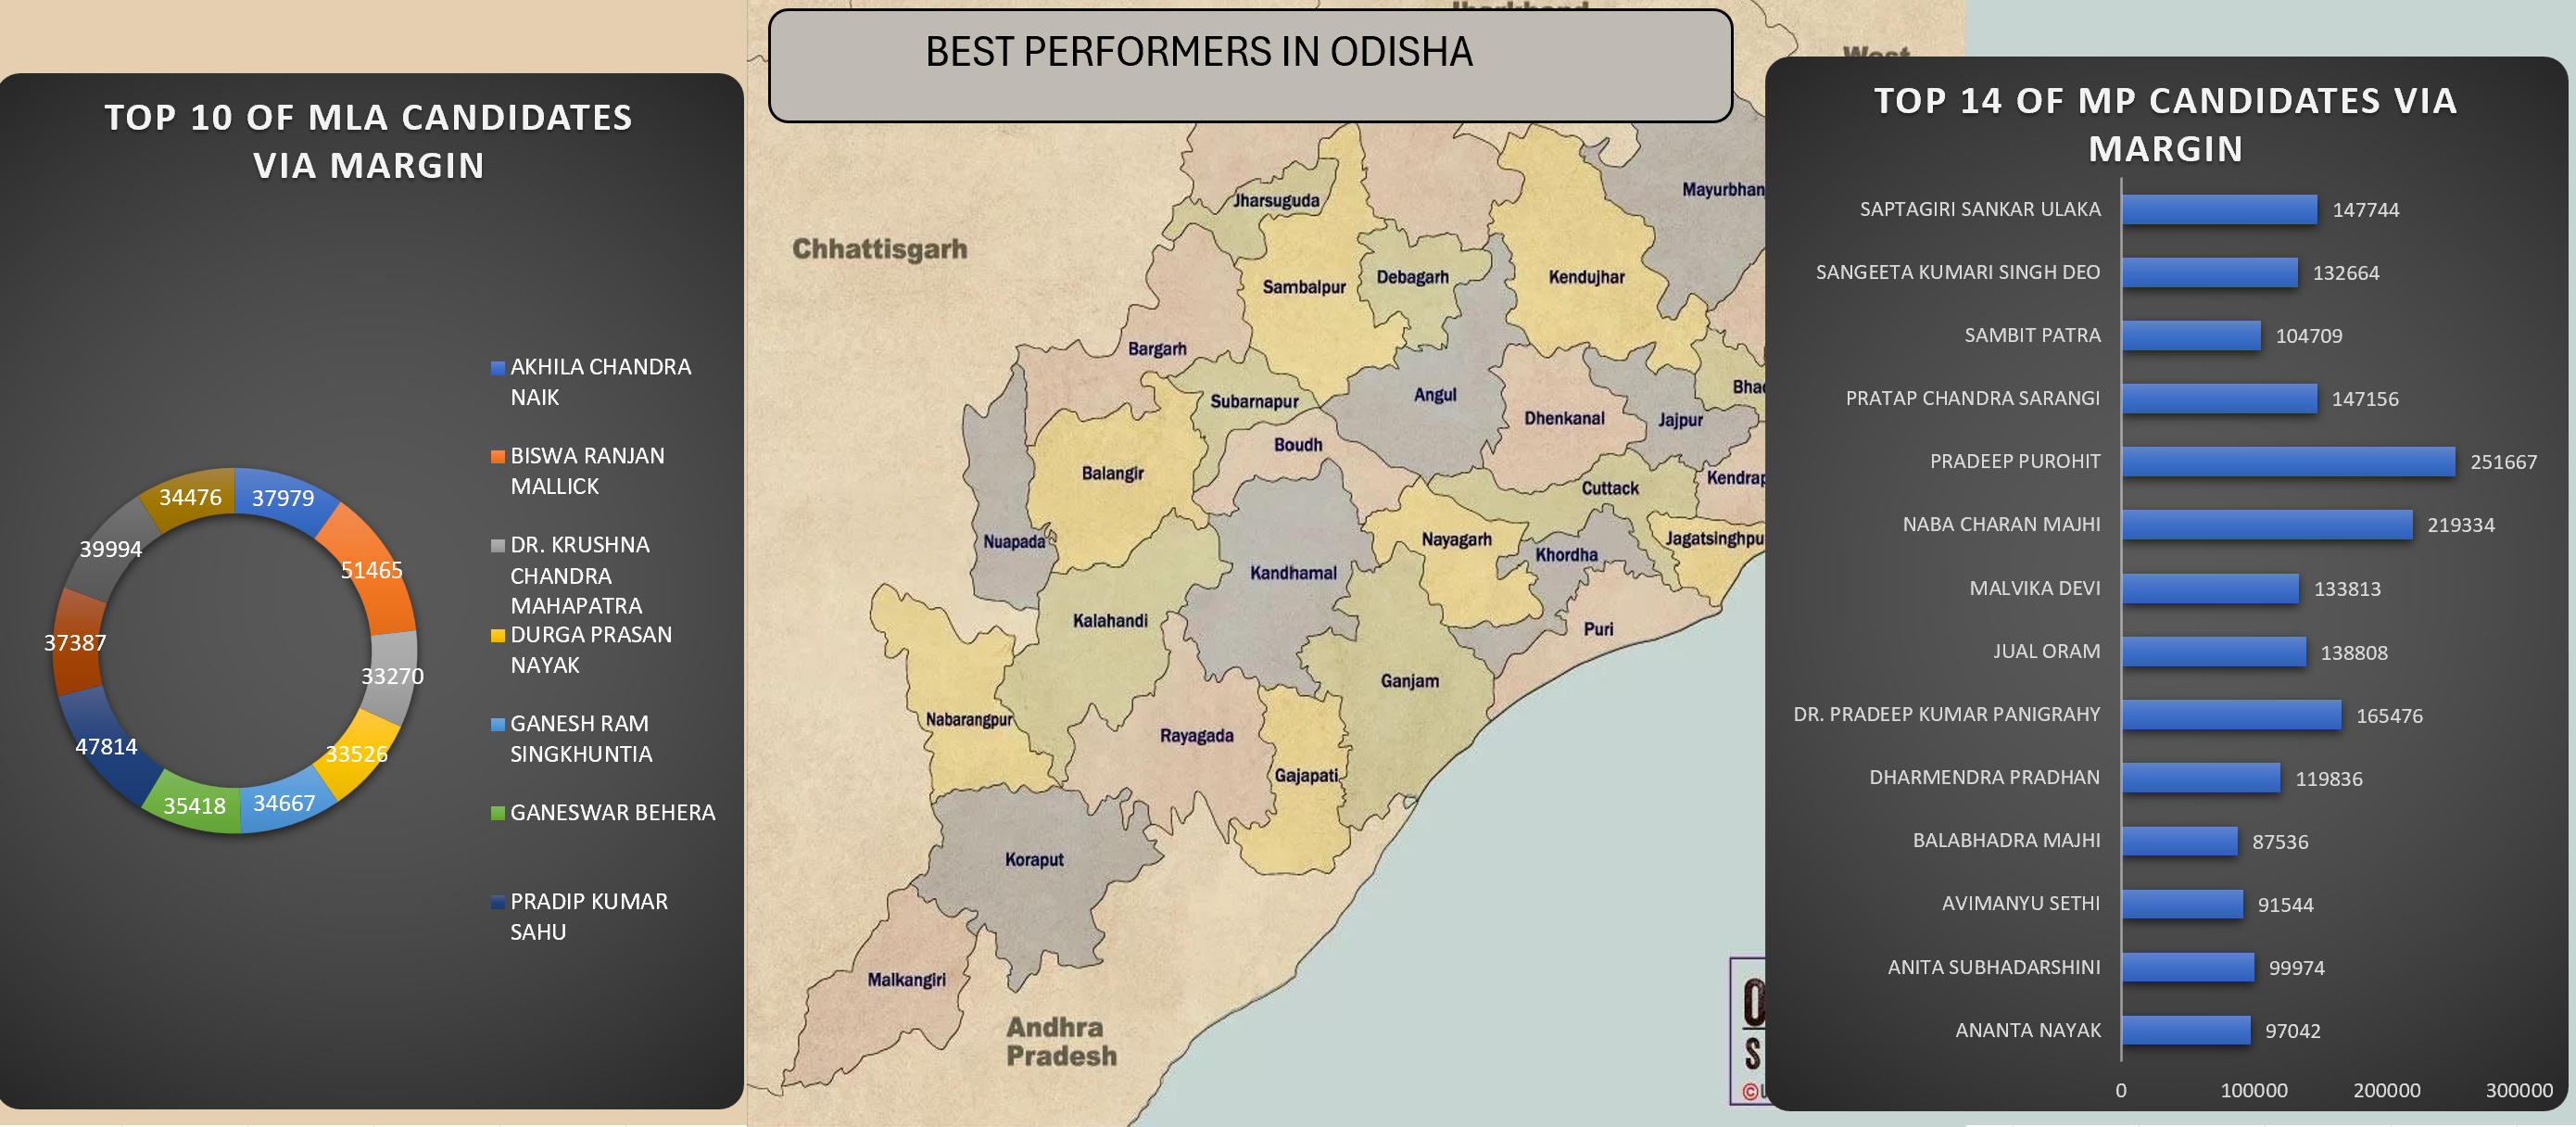 BEST PERFORMERS IN ODISHA
TOP 10 OF MLA CANDIDATES
VIA MARGIN
34476
37979
39994
51465
37387
33270
47814
33526
35418
34667
AKHILA CHANDRA
NAIK
BISWA RANJAN
MALLICK
DR. KRUSHNA
CHANDRA
MAHAPATRA
DURGA PRASAN
NAYAK
GANESH RAM
SINGKHUNTIA
GANESWAR BEHERA
PRADIP KUMAR
SAHU
Chhattisgarh
Jharsuguda
Sambalpur
Debagarh
Kendujhar
Bargarh
Subarnapur
Angul
Dhenkanal
Jajpur
Boudh
Balangir
Cuttack
Nuapada
Nayagarh
Khordha
Kandhamal
Kalahandi
Puri
Ganjam
Nabarangpur
Rayagada
Gajapati
Koraput
Malkangiri
Andhra
Pradesh
TOP 14 OF MP CANDIDATES VIA
MARGIN
SAPTAGIRI SANKAR ULAKA 147744
SANGEETA KUMARI SINGH DEO 132664
SAMBIT PATRA 104709
PRATAP CHANDRA SARANGI 147156
PRADEEP PUROHIT 251667
NABA CHARAN MAJHI 219334
MALVIKA DEVI 133813
JUAL ORAM 138808
DR. PRADEEP KUMAR PANIGRAHY 165476
DHARMENDRA PRADHAN 119836
BALABHADRA MAJHI 87536
AVIMANYU SETHI 91544
ANITA SUBHADARSHINI 99974
ANANTA NAYAK 97042
0 100000 200000 300000